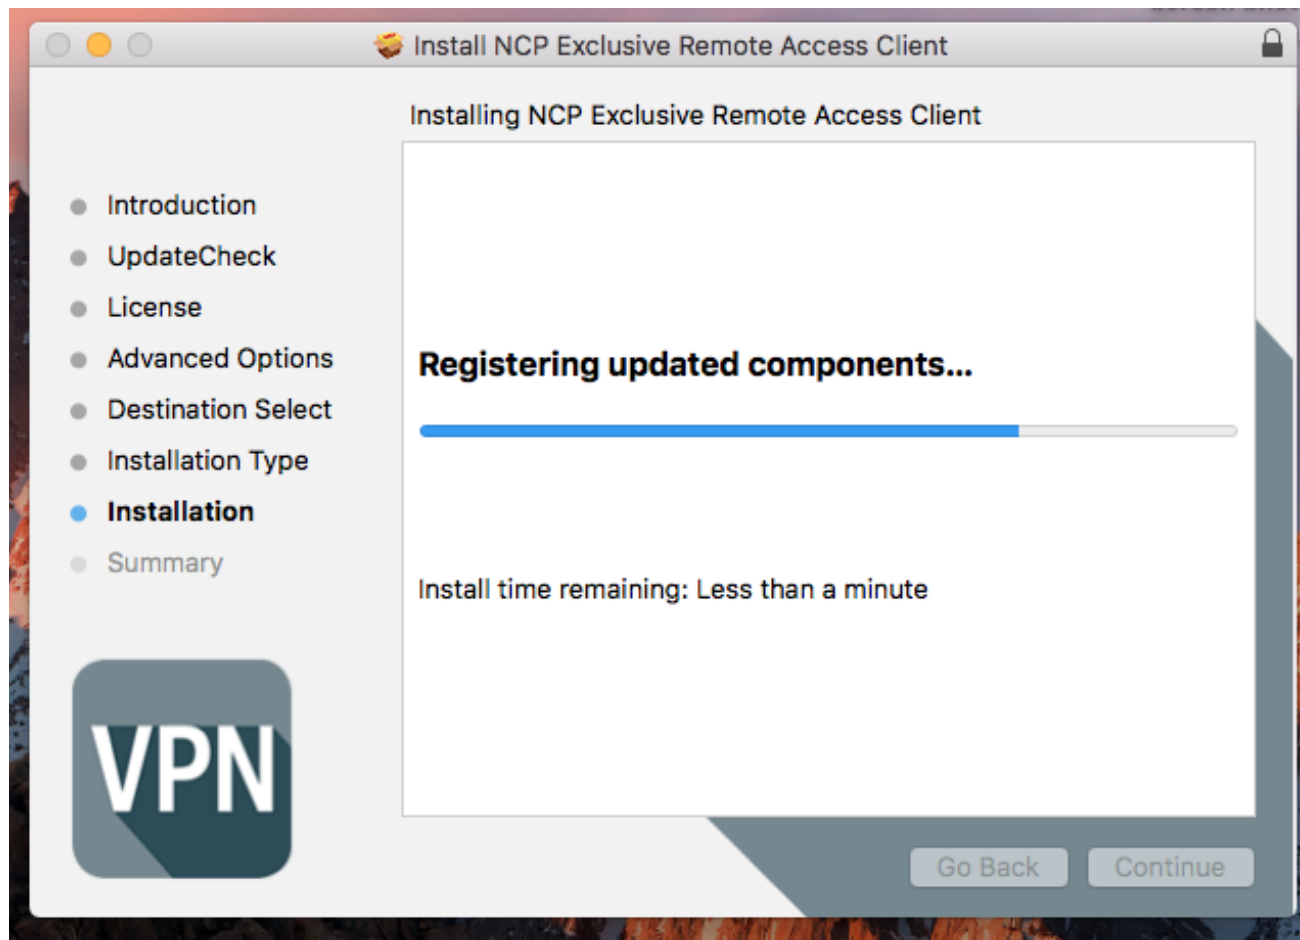 Install NCP Exclusive Remote Access Client
Installing NCP Exclusive Remote Access Client
Introduction
UpdateCheck
License
Advanced Options
Destination Select
Installation Type
Installation
Summary
Registering updated components...
Install time remaining: Less than a minute
VPN
Go Back
Continue